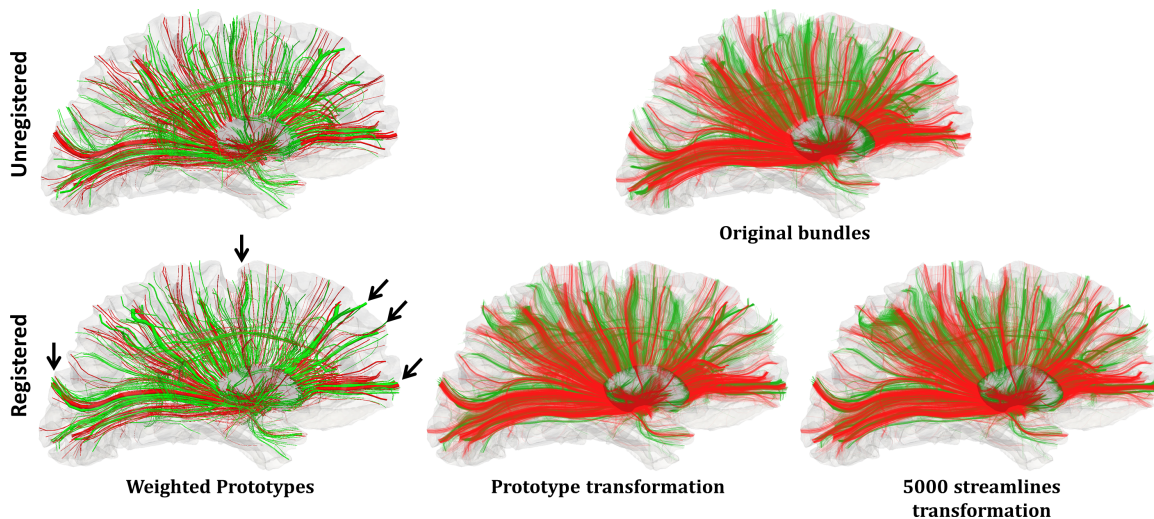 Unregistered
Original bundles
Registered
Weighted Prototypes
Prototype transformation
5000 streamlines
transformation